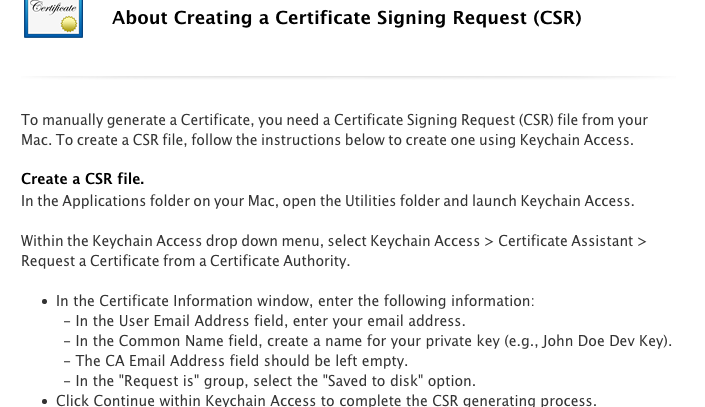 Certificate
About Creating a Certificate Signing Request (CSR)
To manually generate a Certificate, you need a Certificate Signing Request (CSR) file from your
Mac. To create a CSR file, follow the instructions below to create one using Keychain Access.
Create a CSR file.
In the Applications folder on your Mac, open the Utilities folder and launch Keychain Access.
Within the Keychain Access drop down menu, select Keychain Access > Certificate Assistant >
Request a Certificate from a Certificate Authority.
• In the Certificate Information window, enter the following information:
– In the User Email Address field, enter your email address.
– In the Common Name field, create a name for your private key (e.g., John Doe Dev Key).
– The CA Email Address field should be left empty.
– In the "Request is" group, select the "Saved to disk" option.
• Click Continue within Keychain Access to complete the CSR generating process.